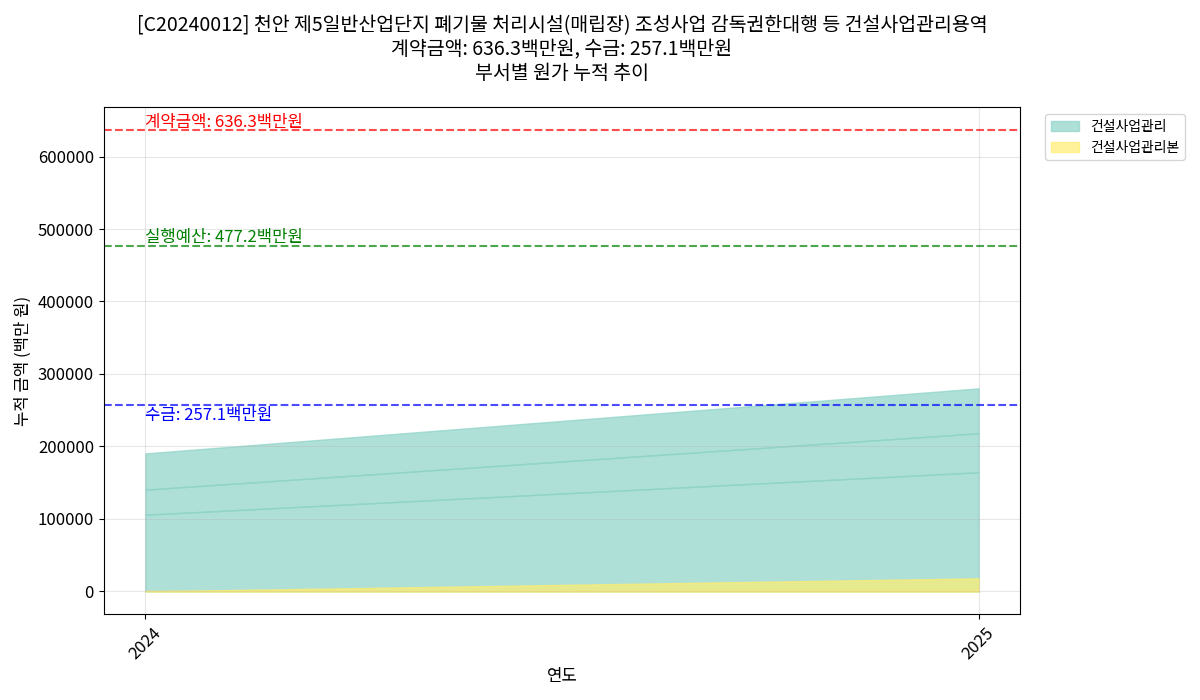 [C20240012] 천안 제5일반산업단지 폐기물 처리시설(매립장) 조성사업 감독권한대행 등 건설사업관리용역
계약금액: 636.3백만원, 수금: 257.1백만원
부서별 원가 누적 추이
계약금액: 636.3백만원
실행예산: 477.2백만원
수금: 257.1백만원
건설사업관리
건설사업관리본
누적 금액 (백만 원)
600000
500000
400000
300000
200000
100000
0
2024
2025
연도